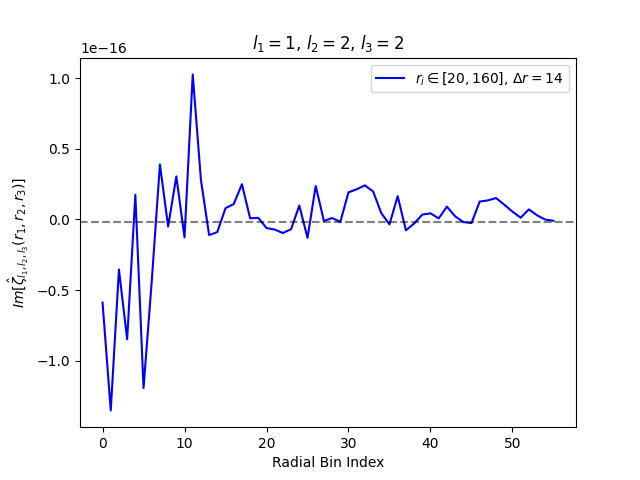 l₁ = 1, l₂ = 2, l₃ = 2
1e−16
r_i ∈ [20, 160], Δr = 14
1.0
0.5
0.0
−0.5
−1.0
Im[ζ̂_{l₁,l₂,l₃}(r₁, r₂, r₃)]
0 10 20 30 40 50
Radial Bin Index